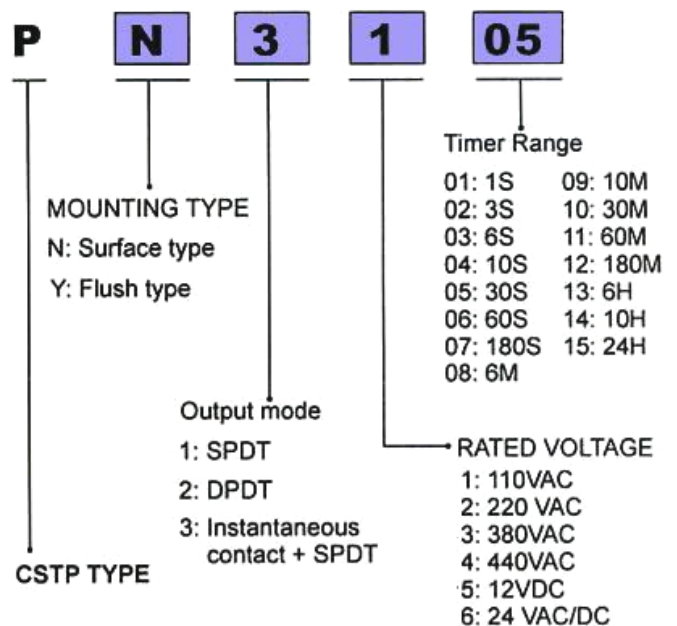 P N 3 1 05
Timer Range
01: 1S 09: 10M
02: 3S 10: 30M
03: 6S 11: 60M
04: 10S 12: 180M
05: 30S 13: 6H
06: 60S 14: 10H
07: 180S 15: 24H
08: 6M
MOUNTING TYPE
N: Surface type
Y: Flush type
Output mode
1: SPDT
2: DPDT
3: Instantaneous
contact + SPDT
RATED VOLTAGE
1: 110VAC
2: 220 VAC
3: 380VAC
4: 440VAC
5: 12VDC
6: 24 VAC/DC
CSTP TYPE